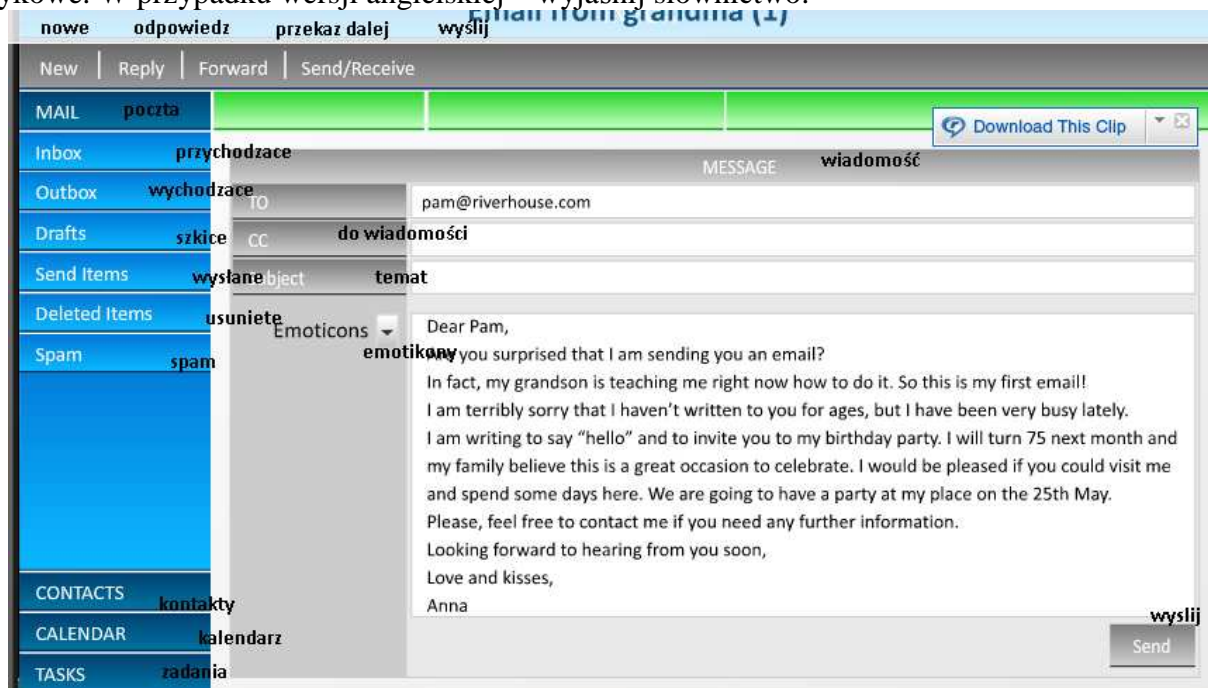 W przypadku wersji angielskiej – wyjaśnij słownictwo.
Email from grandma (1)
nowe odpowiedz przekaz dalej wyślij
New Reply Forward Send/Receive
MAIL poczta
Download This Clip
Inbox przychodzace
MESSAGE wiadomość
Outbox wychodzace
TO pam@riverhouse.com
Drafts szkice
CC do wiadomości
Send Items wysłane
temat
Deleted Items usuniete
Emoticons emotikony
Spam spam
Dear Pam,
you surprised that I am sending you an email?
In fact, my grandson is teaching me right now how to do it. So this is my first email!
I am terribly sorry that I haven't written to you for ages, but I have been very busy lately.
I am writing to say "hello" and to invite you to my birthday party. I will turn 75 next month and
my family believe this is a great occasion to celebrate. I would be pleased if you could visit me
and spend some days here. We are going to have a party at my place on the 25th May.
Please, feel free to contact me if you need any further information.
Looking forward to hearing from you soon,
Love and kisses,
Anna
CONTACTS kontakty
CALENDAR kalendarz
TASKS zadania
wyslij
Send